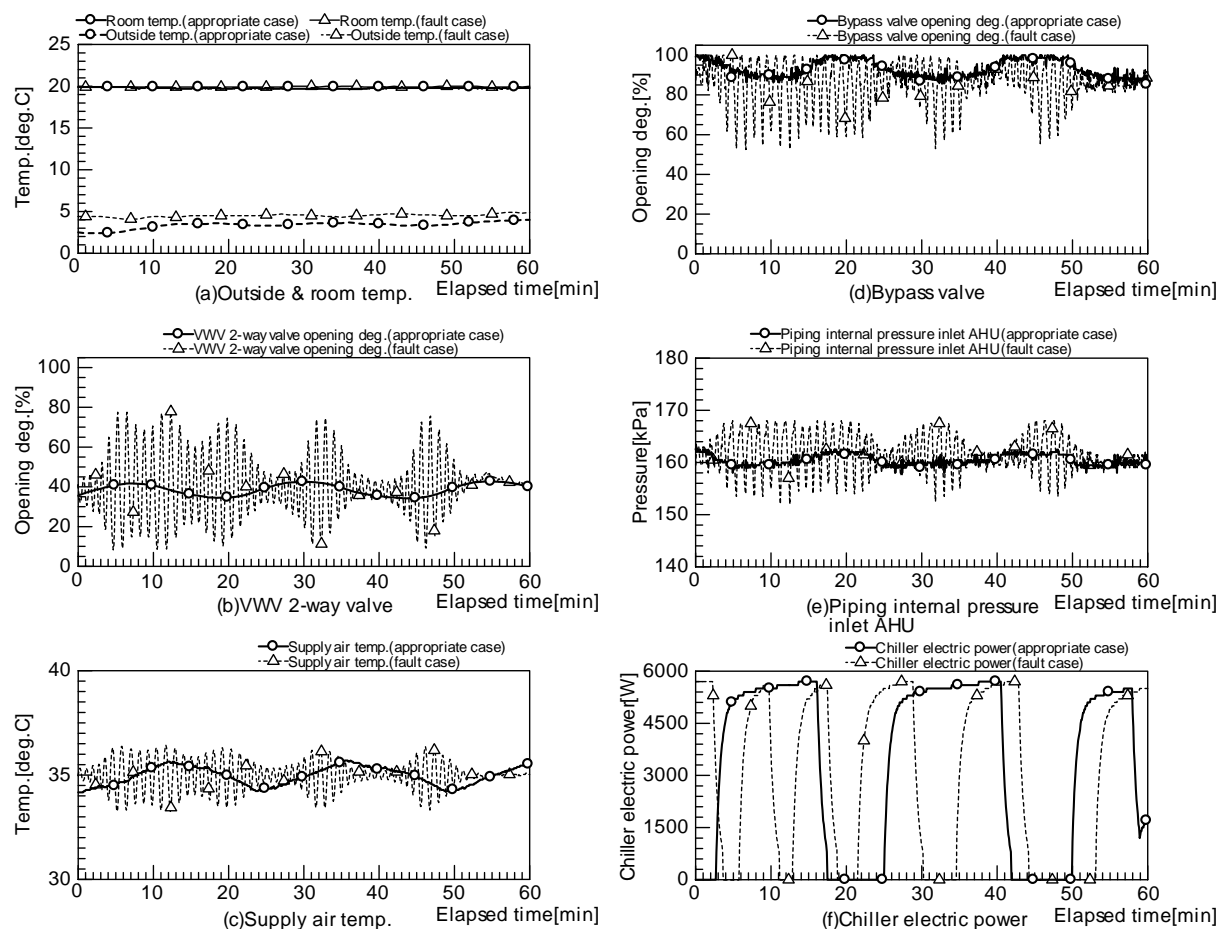 Room temp.(appropriate case) Room temp.(fault case)
Outside temp.(appropriate case) Outside temp.(fault case)
25
20
15
10
5
0
Temp.[deg.C]
0 10 20 30 40 50 60
Elapsed time[min]
(a)Outside & room temp.
Bypass valve opening deg.(appropriate case)
Bypass valve opening deg.(fault case)
100
80
60
40
20
0
Opening deg.[%]
0 10 20 30 40 50 60
Elapsed time[min]
(d)Bypass valve
VWV 2-way valve opening deg.(appropriate case)
VWV 2-way valve opening deg.(fault case)
100
80
60
40
20
0
Opening deg.[%]
0 10 20 30 40 50 60
Elapsed time[min]
(b)VWV 2-way valve
Piping internal pressure inlet AHU(appropriate case)
Piping internal pressure inlet AHU(fault case)
180
170
160
150
140
Pressure[kPa]
0 10 20 30 40 50 60
Elapsed time[min]
(e)Piping internal pressure
inlet AHU
Supply air temp.(appropriate case)
Supply air temp.(fault case)
40
35
30
Temp.[deg.C]
0 10 20 30 40 50 60
Elapsed time[min]
(c)Supply air temp.
Chiller electric power(appropriate case)
Chiller electric power(fault case)
6000
4500
3000
1500
0
Chiller electric power[W]
0 10 20 30 40 50 60
Elapsed time[min]
(f)Chiller electric power